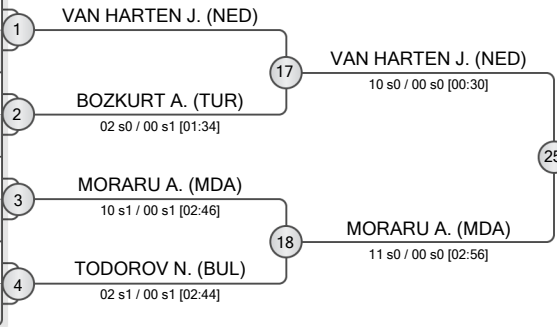 VAN HARTEN J. (NED)
1
17
VAN HARTEN J. (NED)
10 s0 / 00 s0 [00:30]
BOZKURT A. (TUR)
2
02 s0 / 00 s1 [01:34]
25
MORARU A. (MDA)
3
10 s1 / 00 s1 [02:46]
18
MORARU A. (MDA)
11 s0 / 00 s0 [02:56]
TODOROV N. (BUL)
4
02 s1 / 00 s1 [02:44]